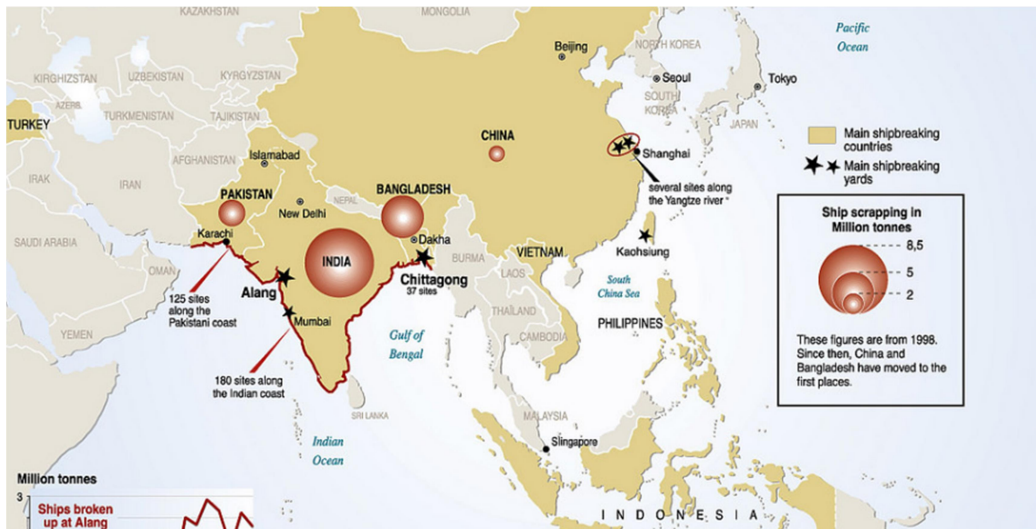 KAZAKHSTAN
MONGOLIA
Pacific
Ocean
KIRGHIZSTAN
UZBEKISTAN
KYRGYZSTAN
Beijing
NORTH KOREA
AZERB.
TURKMENISTAN
TAJIKISTAN
Seoul
SOUTH
KOREA
Tokyo
JAPAN
TURKEY
CHINA
Main shipbreaking
countries
Islamabad
AFGHANISTAN
Shanghai
Main shipbreaking
yards
IRAK
IRAN
PAKISTAN
NEPAL
BANGLADESH
several sites along
the Yangtze river
New Delhi
Karachi
Dakha
Kaohsiung
SAUDI ARABIA
OMAN
INDIA
BURMA
VIETNAM
LAOS
Alang
Chittagong
37 sites
South
China Sea
125 sites
along the
Pakistani coast
Mumbai
THAÏLAND
PHILIPPINES
YEMEN
Gulf of
Bengal
CAMBODIA
180 sites along
the Indian coast
SRI LANKA
MALAYSIA
Singapore
Indian
Ocean
INDONESIA
Ship scrapping in
Million tonnes
8,5
5
2
These figures are from 1998.
Since then, China and
Bangladesh have moved to the
first places.
Million tonnes
3
Ships broken
up at Alang